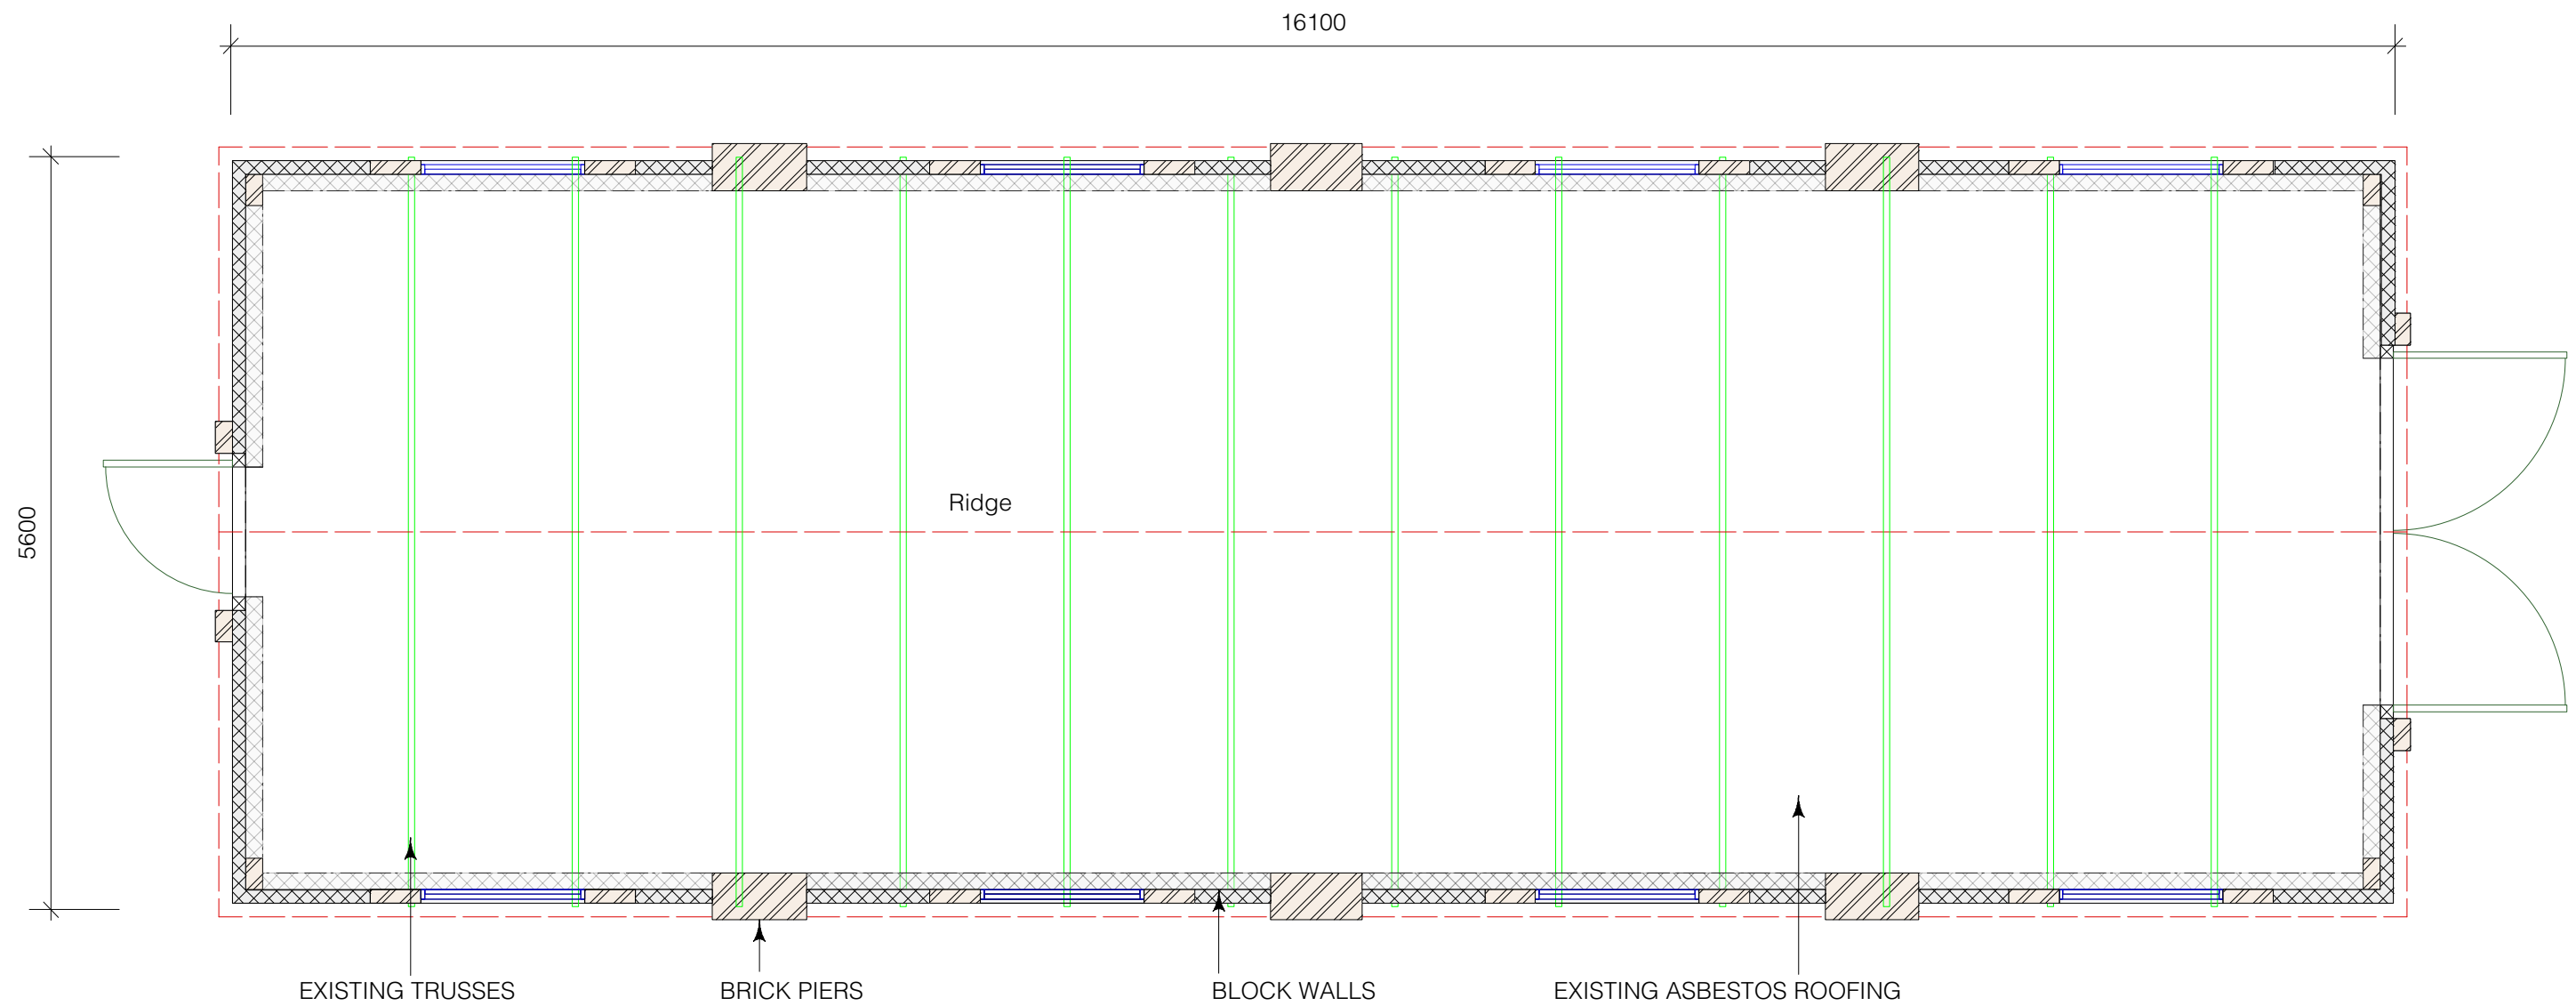 16100
5600
Ridge
EXISTING TRUSSES
BRICK PIERS
BLOCK WALLS
EXISTING ASBESTOS ROOFING